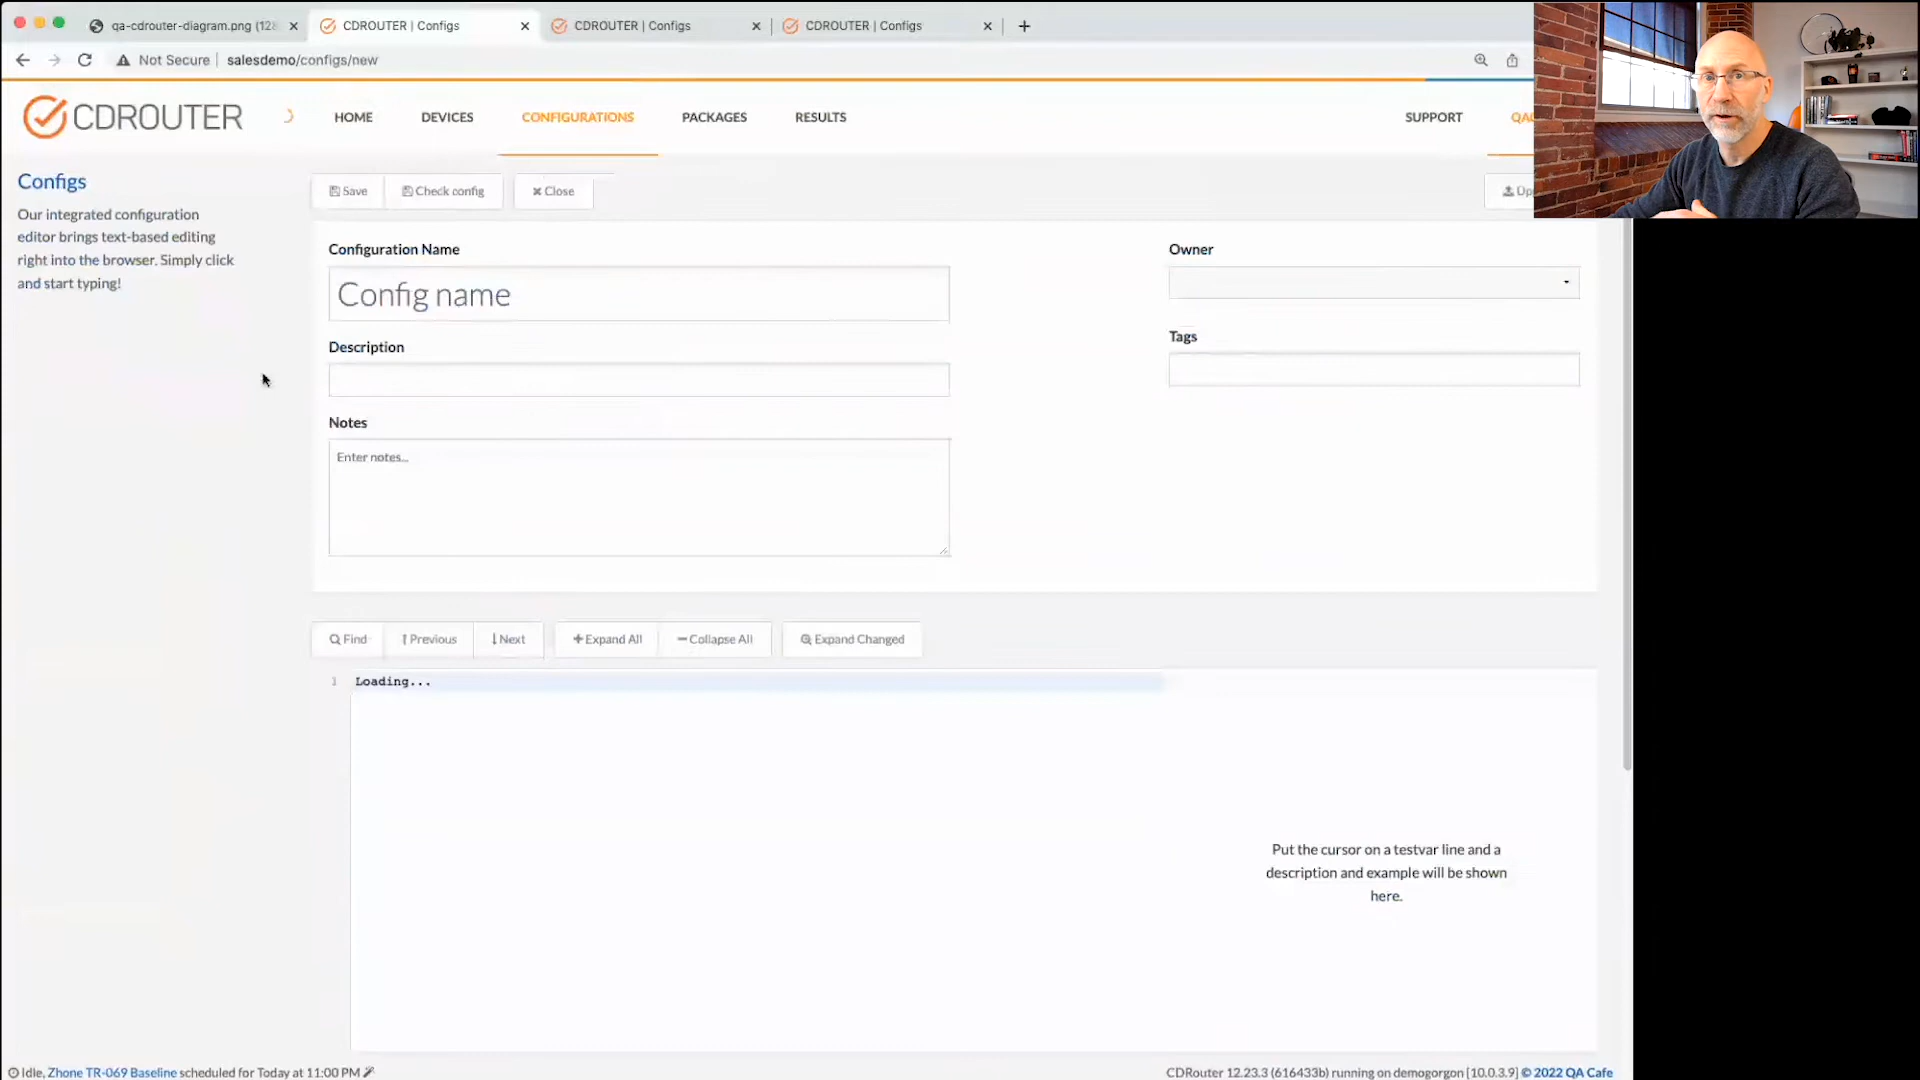 qa-cdrouter-diagram.png (128
CDROUTER | Configs
CDROUTER | Configs
CDROUTER | Configs
Not Secure
salesdemo/configs/new
CDROUTER
HOME
DEVICES
CONFIGURATIONS
PACKAGES
RESULTS
SUPPORT
Configs
Our integrated configuration
editor brings text-based editing
right into the browser. Simply click
and start typing!
Save
Check config
Close
Configuration Name
Config name
Owner
Description
Tags
Notes
Enter notes...
Find
Previous
Next
Expand All
Collapse All
Expand Changed
1 Loading...
Put the cursor on a testvar line and a
description and example will be shown
here.
Idle, Zhone TR-069 Baseline scheduled for Today at 11:00 PM
CDRouter 12.23.3 (616433b) running on demogorgon [10.0.3.9] © 2022 QA Cafe